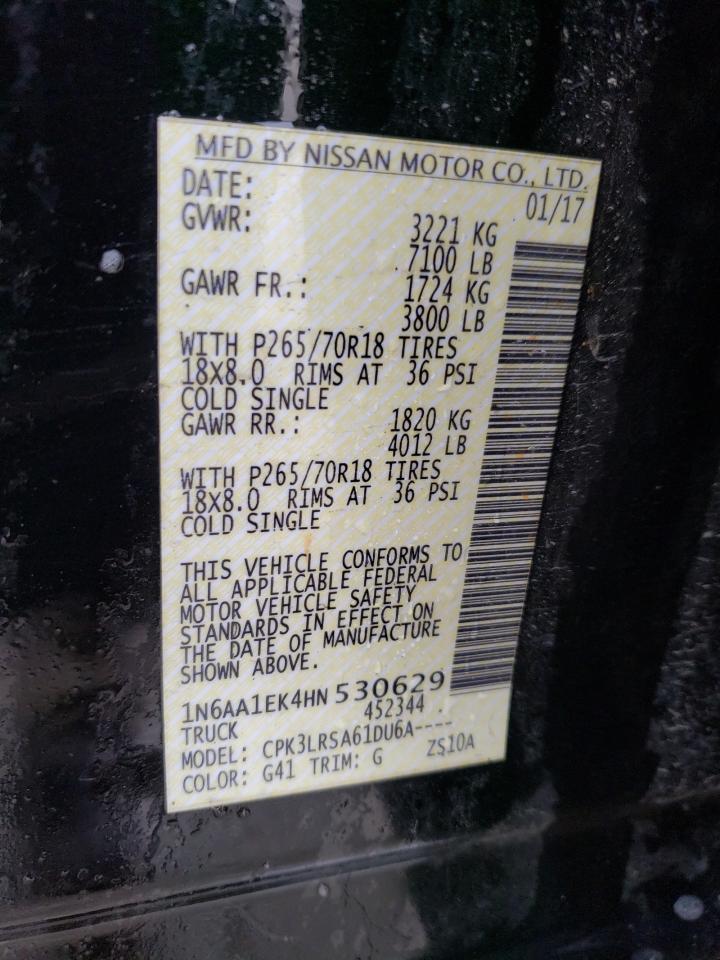 MFD BY NISSAN MOTOR CO., LTD.
DATE: 01/17
GVWR: 3221 KG
7100 LB
GAWR FR.: 1724 KG
3800 LB
WITH P265/70R18 TIRES
18X8.0 RIMS AT 36 PSI
COLD SINGLE
GAWR RR.: 1820 KG
4012 LB
WITH P265/70R18 TIRES
18X8.0 RIMS AT 36 PSI
COLD SINGLE
THIS VEHICLE CONFORMS TO
ALL APPLICABLE FEDERAL
MOTOR VEHICLE SAFETY
STANDARDS IN EFFECT ON
THE DATE OF MANUFACTURE
SHOWN ABOVE.
1N6AA1EK4HN 530629
TRUCK 452344
MODEL: CPK3LRSA61DU6A----
COLOR: G41 TRIM: G ZS10A